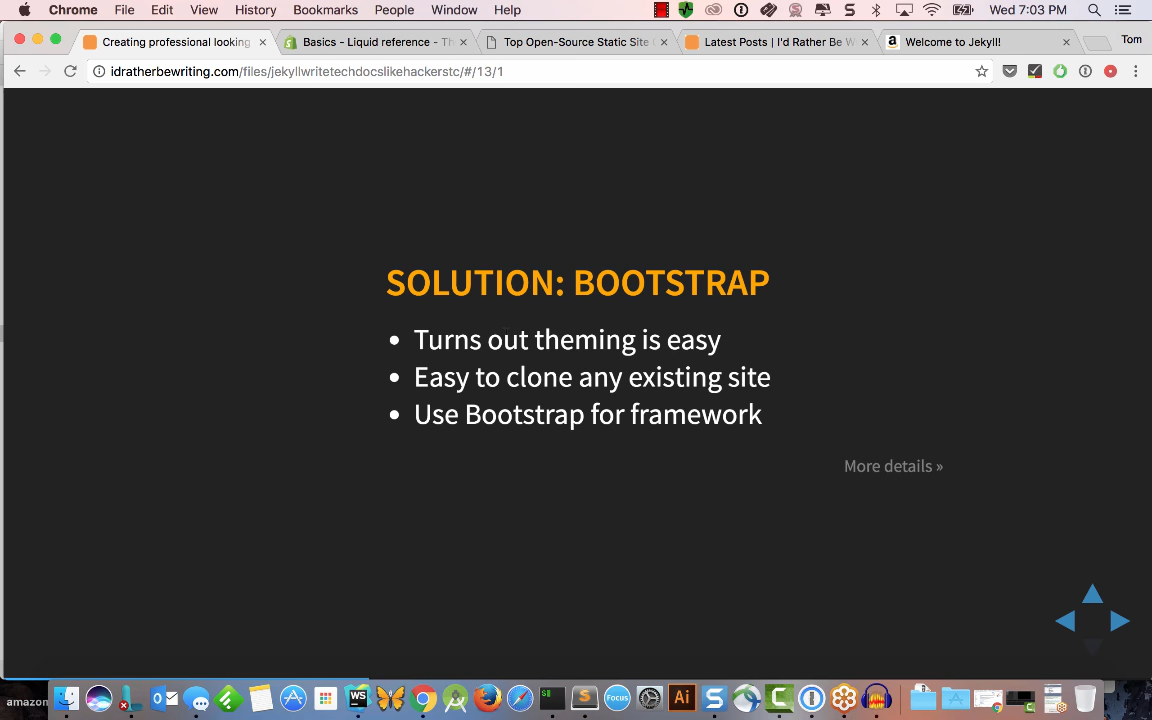 Chrome File Edit View History Bookmarks People Window Help Wed 7:03 PM
Creating professional looking Basics - Liquid reference - Th Top Open-Source Static Site Latest Posts | I'd Rather Be W a Welcome to Jekyll! Tom
idratherbewriting.com/files/jekyllwritetechdocslikehackerstc/#/13/1
SOLUTION: BOOTSTRAP
• Turns out theming is easy
• Easy to clone any existing site
• Use Bootstrap for framework
More details »
amazon WS $ S FOCUS Ai S C